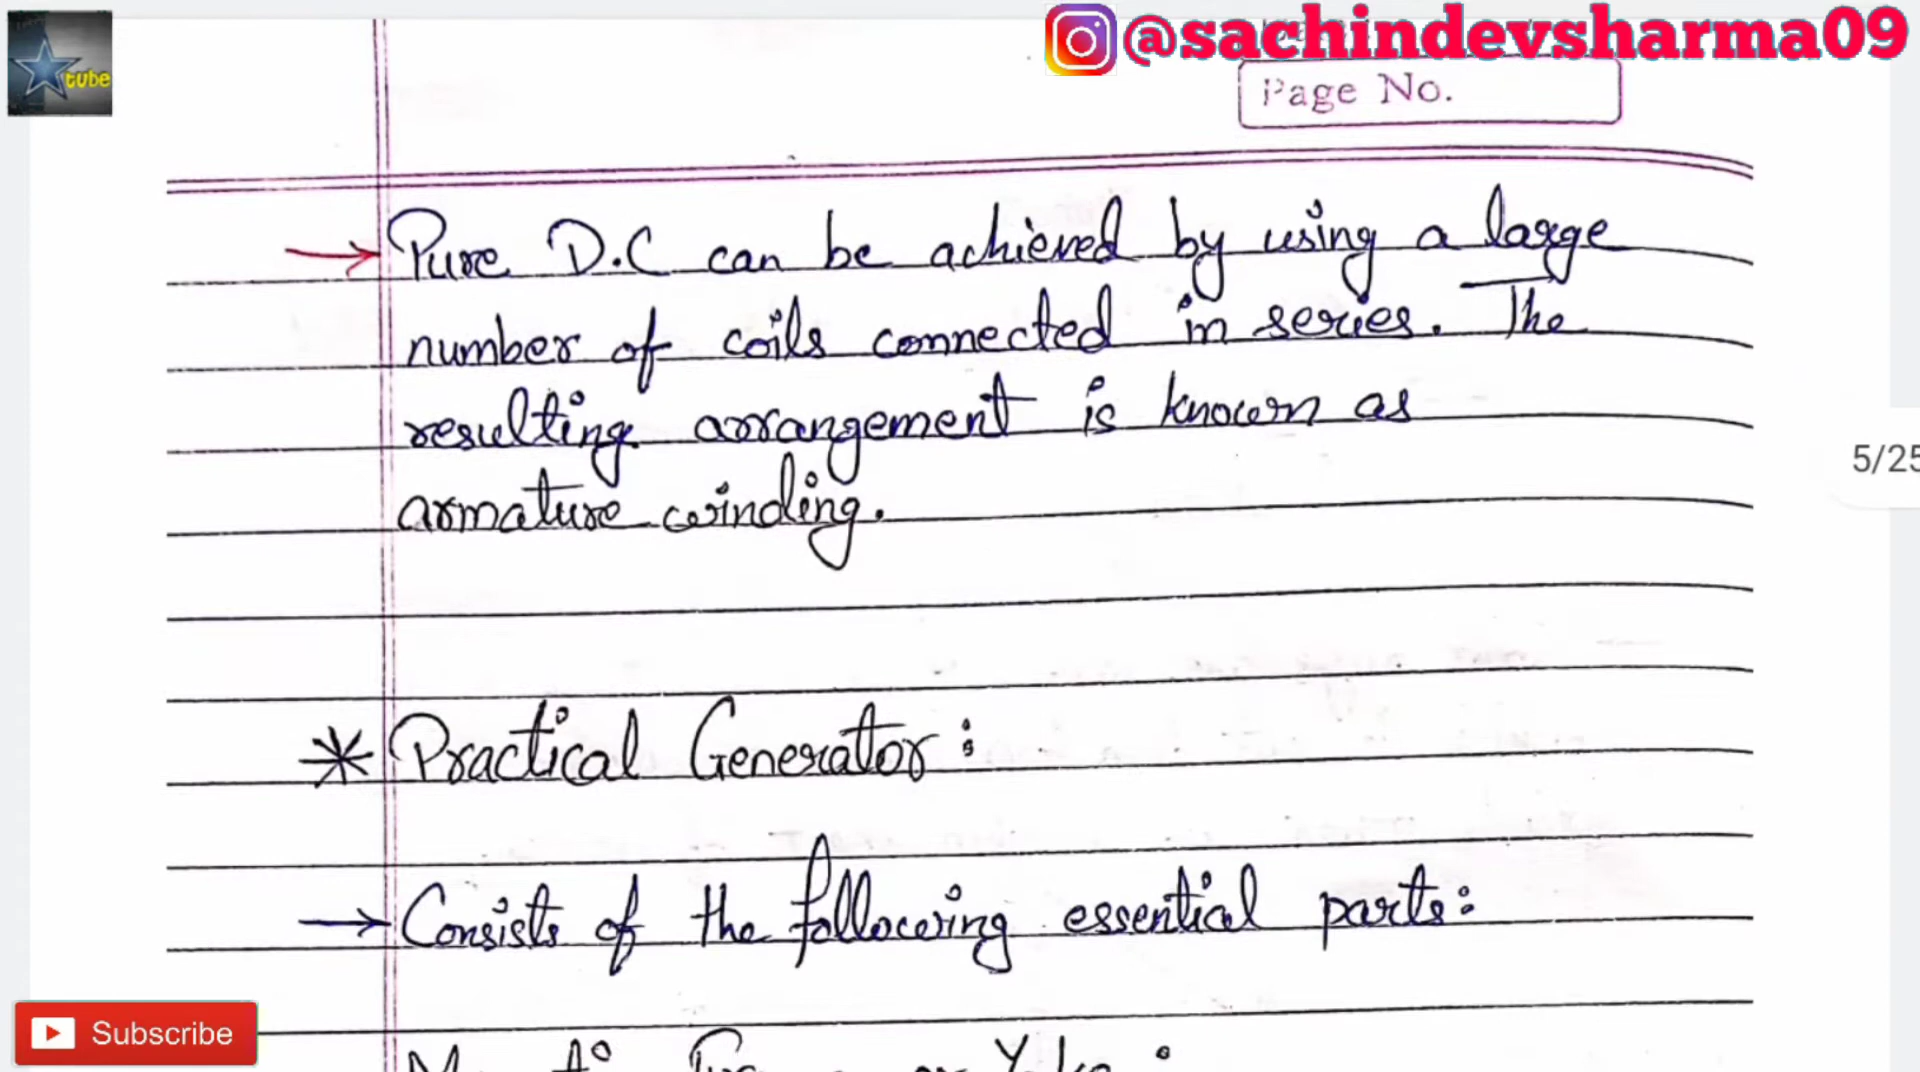 @sachindevsharma09
tube
Page No.
→ Pure D.C can be achieved by using a large
number of coils connected in series. The
resulting arrangement is known as
5/25
armature winding.
* Practical Generator:
→ Consists of the following essential parts:
Subscribe